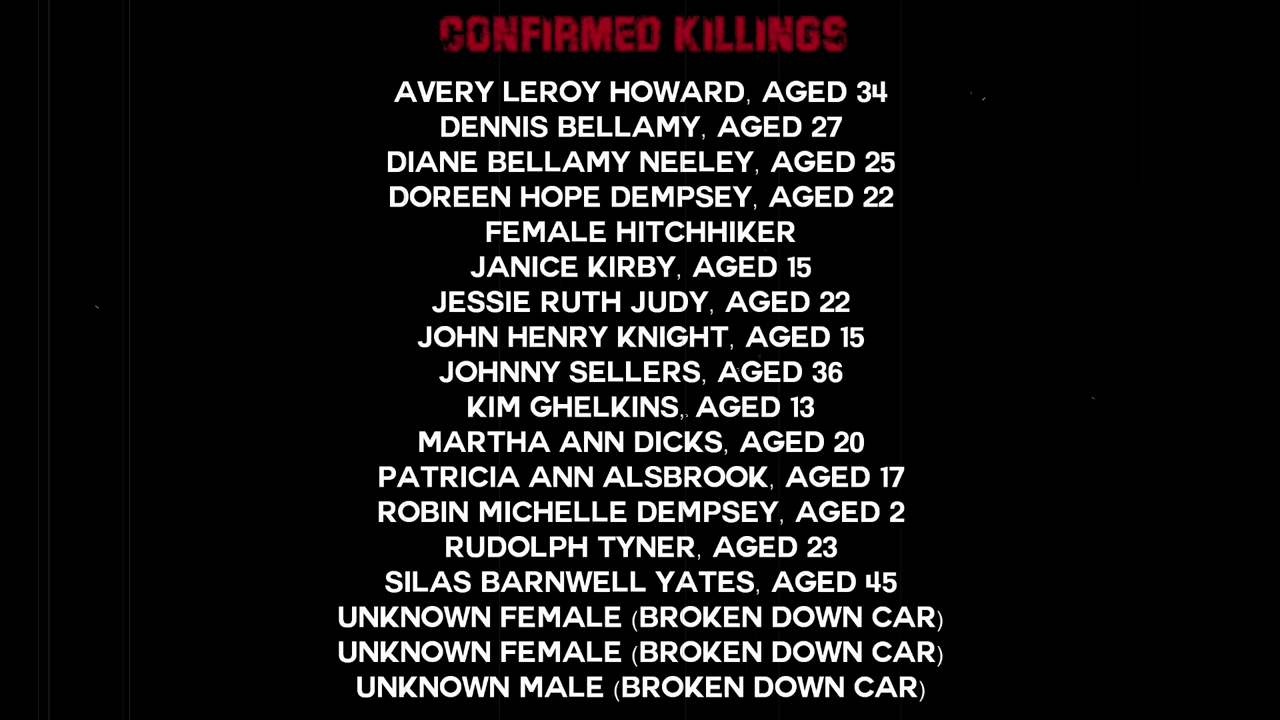 CONFIRMED KILLINGS
AVERY LEROY HOWARD, AGED 34
DENNIS BELLAMY, AGED 27
DIANE BELLAMY NEELEY, AGED 25
DOREEN HOPE DEMPSEY, AGED 22
FEMALE HITCHHIKER
JANICE KIRBY, AGED 15
JESSIE RUTH JUDY, AGED 22
JOHN HENRY KNIGHT, AGED 15
JOHNNY SELLERS, AGED 36
KIM GHELKINS, AGED 13
MARTHA ANN DICKS, AGED 20
PATRICIA ANN ALSBROOK, AGED 17
ROBIN MICHELLE DEMPSEY, AGED 2
RUDOLPH TYNER, AGED 23
SILAS BARNWELL YATES, AGED 45
UNKNOWN FEMALE (BROKEN DOWN CAR)
UNKNOWN FEMALE (BROKEN DOWN CAR)
UNKNOWN MALE (BROKEN DOWN CAR)